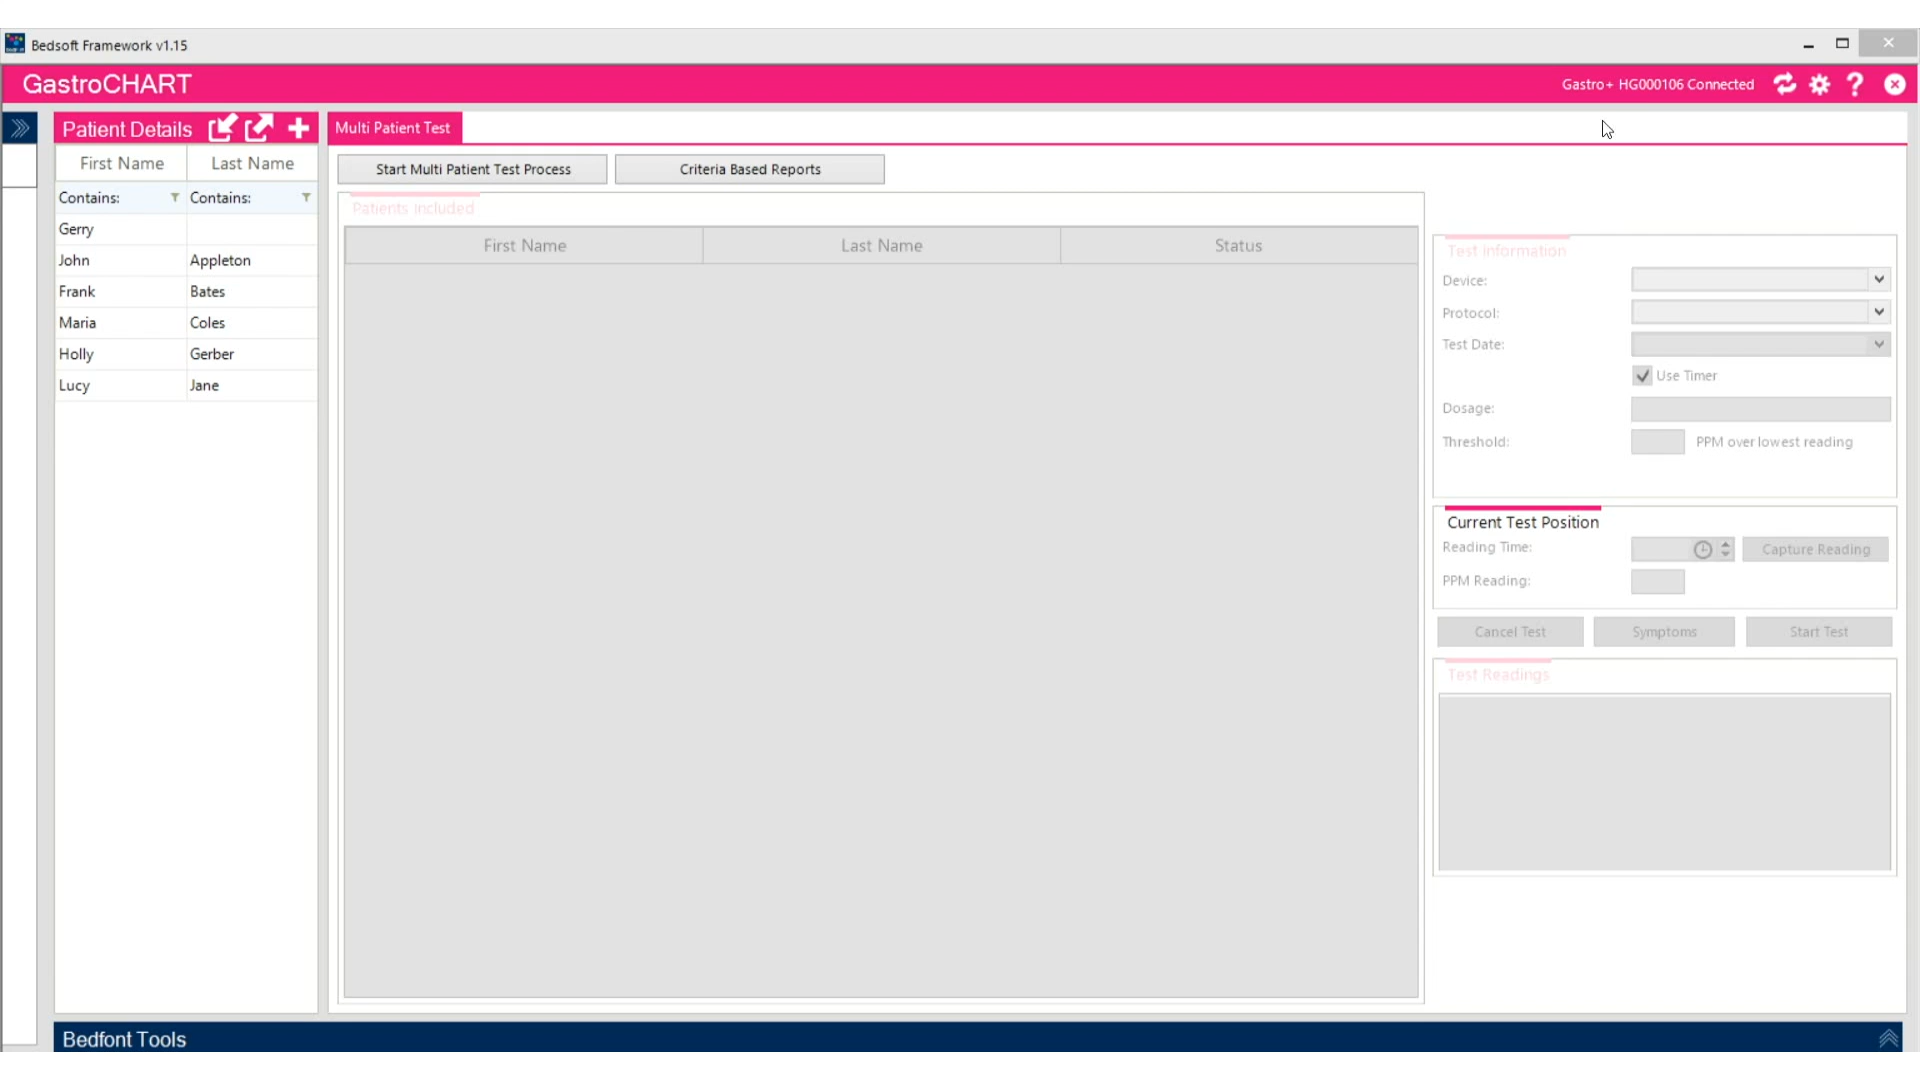 Bedsoft Framework v1.15
GastroCHART
Gastro+ HG000106 Connected
Patient Details
Multi Patient Test
First Name Last Name
Start Multi Patient Test Process Criteria Based Reports
Contains: Contains:
Gerry
John Appleton
Frank Bates
Maria Coles
Holly Gerber
Lucy Jane
Patients Included
First Name Last Name Status
Test Information
Device:
Protocol:
Test Date:
Use Timer
Dosage:
Threshold: PPM over lowest reading
Current Test Position
Reading Time: Capture Reading
PPM Reading:
Cancel Test Symptoms Start Test
Test Readings
Bedfont Tools